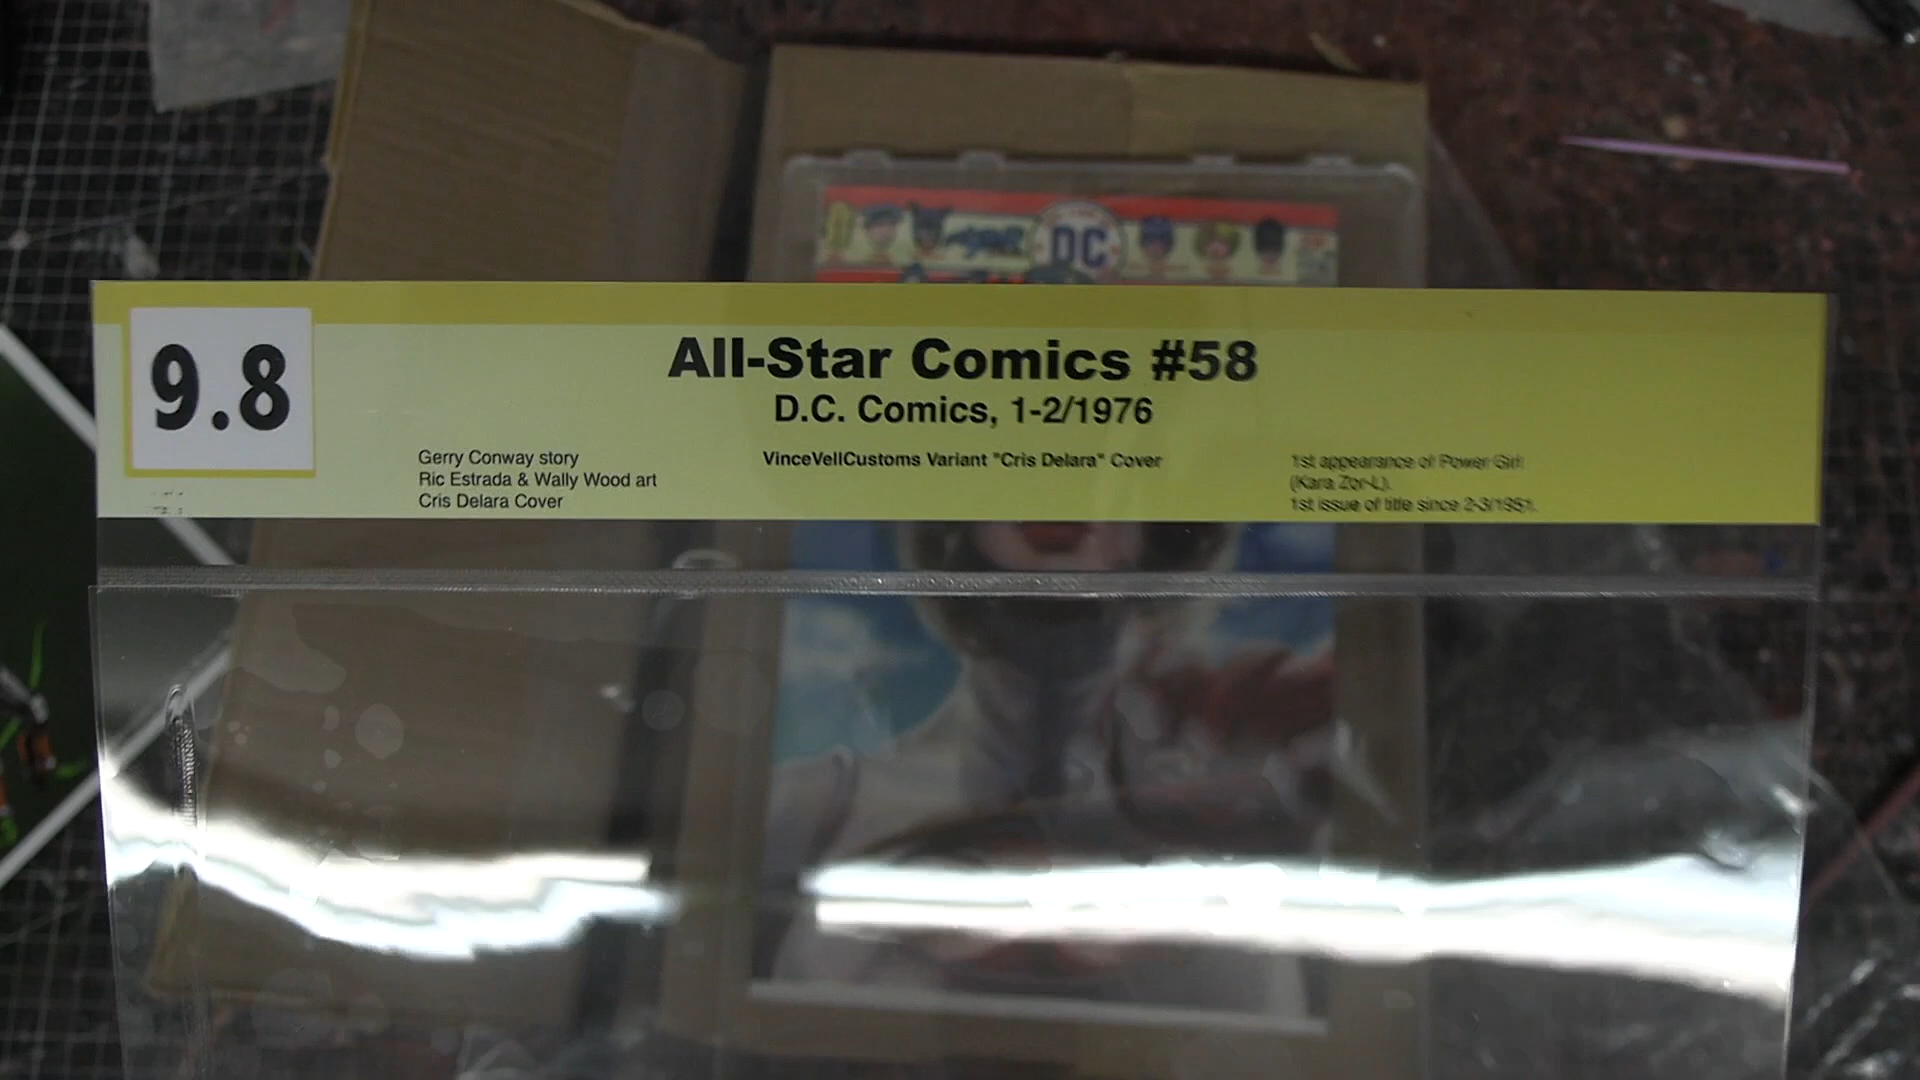 DC
9.8
All-Star Comics #58
D.C. Comics, 1-2/1976
Gerry Conway story
Ric Estrada & Wally Wood art
Cris Delara Cover
VinceVellCustoms Variant "Cris Delara" Cover
1st appearance of Power Girl
(Kara Zor-L).
1st issue of title since 2-3/1951.